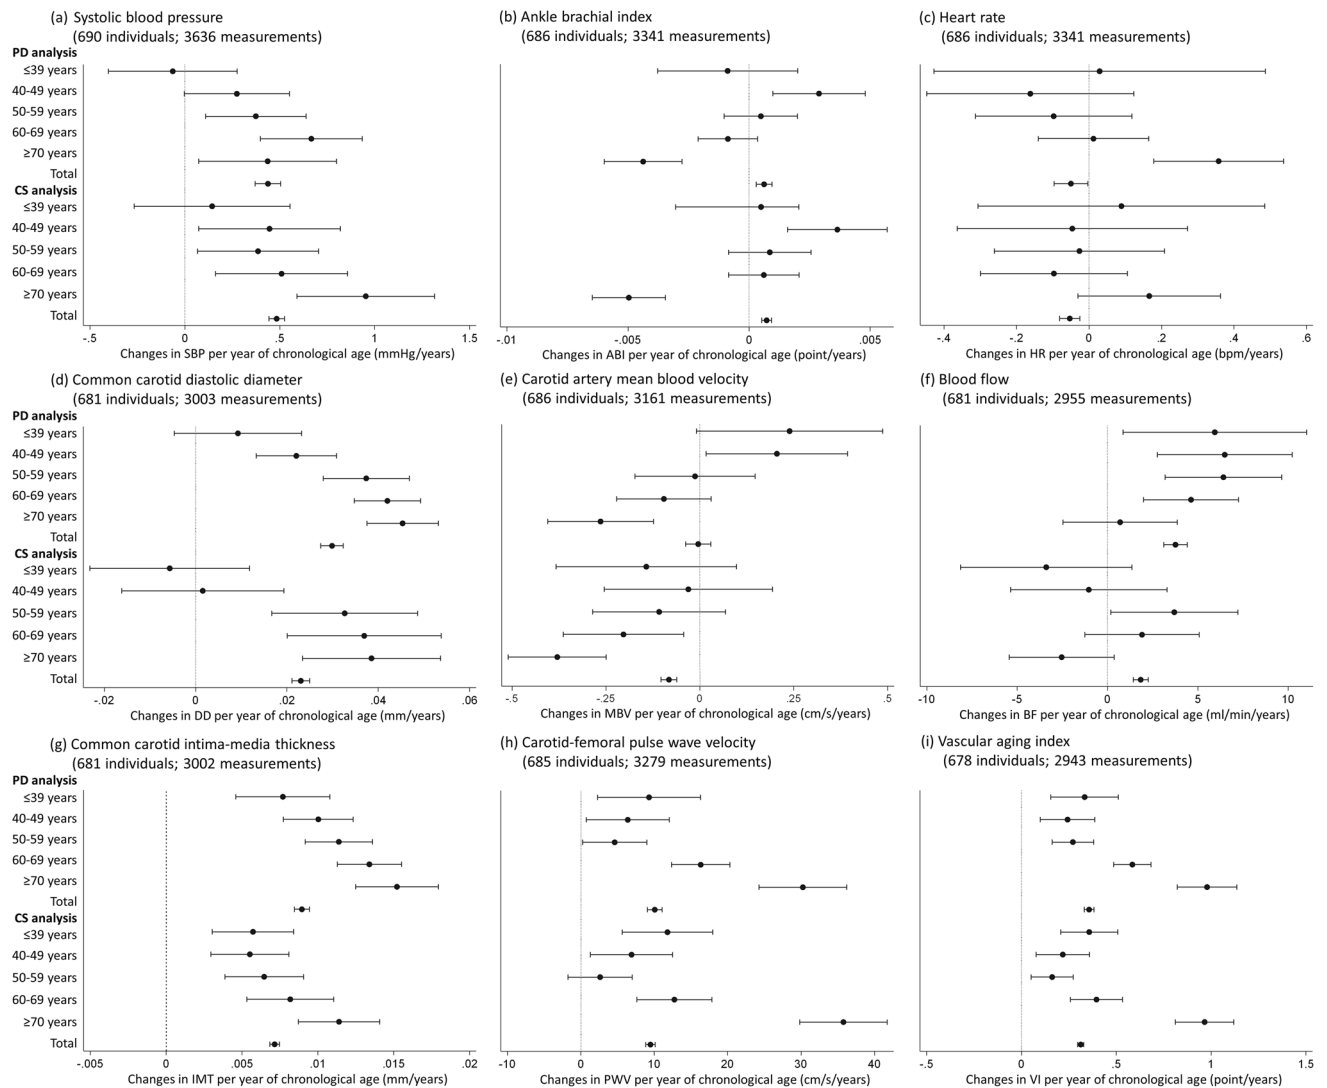 (a) Systolic blood pressure
(690 individuals; 3636 measurements)
PD analysis
≤39 years
40-49 years
50-59 years
60-69 years
≥70 years
Total
CS analysis
≤39 years
40-49 years
50-59 years
60-69 years
≥70 years
Total
-.5 0 .5 1 1.5
Changes in SBP per year of chronological age (mmHg/years)
(b) Ankle brachial index
(686 individuals; 3341 measurements)
-.01 -.005 0 .005
Changes in ABI per year of chronological age (point/years)
(c) Heart rate
(686 individuals; 3341 measurements)
-.4 -.2 0 .2 .4 .6
Changes in HR per year of chronological age (bpm/years)
(d) Common carotid diastolic diameter
(681 individuals; 3003 measurements)
PD analysis
≤39 years
40-49 years
50-59 years
60-69 years
≥70 years
Total
CS analysis
≤39 years
40-49 years
50-59 years
60-69 years
≥70 years
Total
-.02 0 .02 .04 .06
Changes in DD per year of chronological age (mm/years)
(e) Carotid artery mean blood velocity
(686 individuals; 3161 measurements)
-.5 -.25 0 .25 .5
Changes in MBV per year of chronological age (cm/s/years)
(f) Blood flow
(681 individuals; 2955 measurements)
-10 -5 0 5 10
Changes in BF per year of chronological age (ml/min/years)
(g) Common carotid intima-media thickness
(681 individuals; 3002 measurements)
PD analysis
≤39 years
40-49 years
50-59 years
60-69 years
≥70 years
Total
CS analysis
≤39 years
40-49 years
50-59 years
60-69 years
≥70 years
Total
-.005 0 .005 .01 .015 .02
Changes in IMT per year of chronological age (mm/years)
(h) Carotid-femoral pulse wave velocity
(685 individuals; 3279 measurements)
-10 0 10 20 30 40
Changes in PWV per year of chronological age (cm/s/years)
(i) Vascular aging index
(678 individuals; 2943 measurements)
-.5 0 .5 1 1.5
Changes in VI per year of chronological age (point/years)